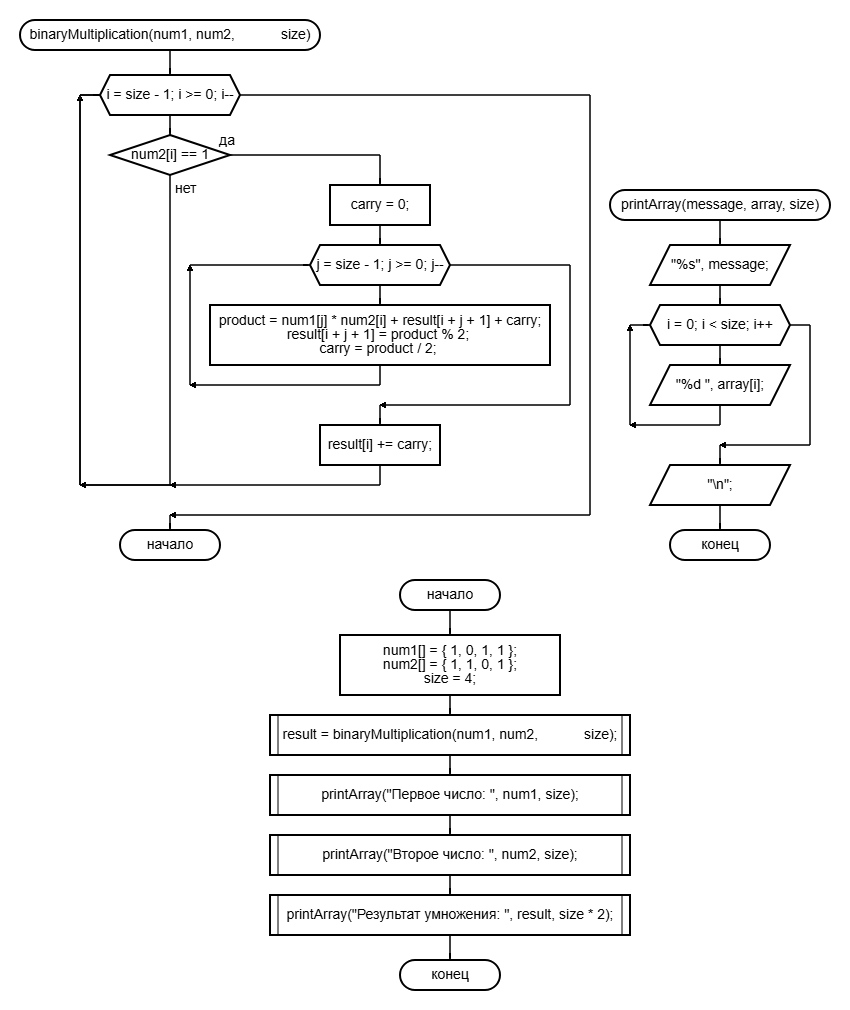 binaryMultiplication(num1, num2, size)
i = size - 1; i >= 0; i--
да
num2[i] == 1
нет
carry = 0;
j = size - 1; j >= 0; j--
product = num1[j] * num2[i] + result[i + j + 1] + carry;
result[i + j + 1] = product % 2;
carry = product / 2;
result[i] += carry;
начало
printArray(message, array, size)
"%s", message;
i = 0; i < size; i++
"%d ", array[i];
"\n";
конец
начало
num1[] = { 1, 0, 1, 1 };
num2[] = { 1, 1, 0, 1 };
size = 4;
result = binaryMultiplication(num1, num2, size);
printArray("Первое число: ", num1, size);
printArray("Второе число: ", num2, size);
printArray("Результат умножения: ", result, size * 2);
конец